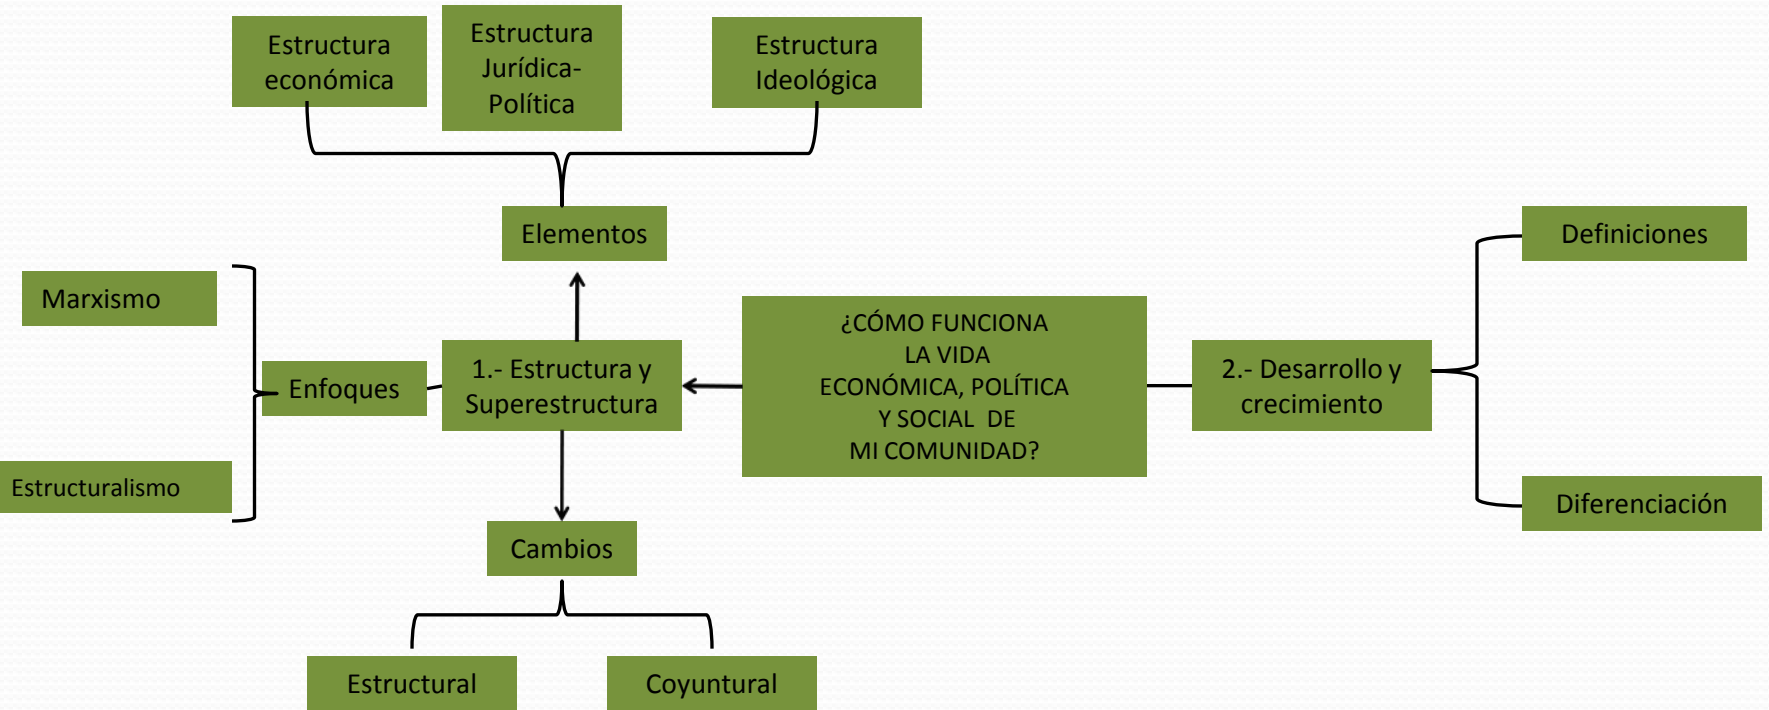 Estructura
económica
Estructura
Jurídica-
Política
Estructura
Ideológica
Elementos
Definiciones
Marxismo
¿CÓMO FUNCIONA
LA VIDA
ECONÓMICA, POLÍTICA
Y SOCIAL DE
MI COMUNIDAD?
Enfoques
1.- Estructura y
Superestructura
2.- Desarrollo y
crecimiento
Estructuralismo
Diferenciación
Cambios
Estructural
Coyuntural